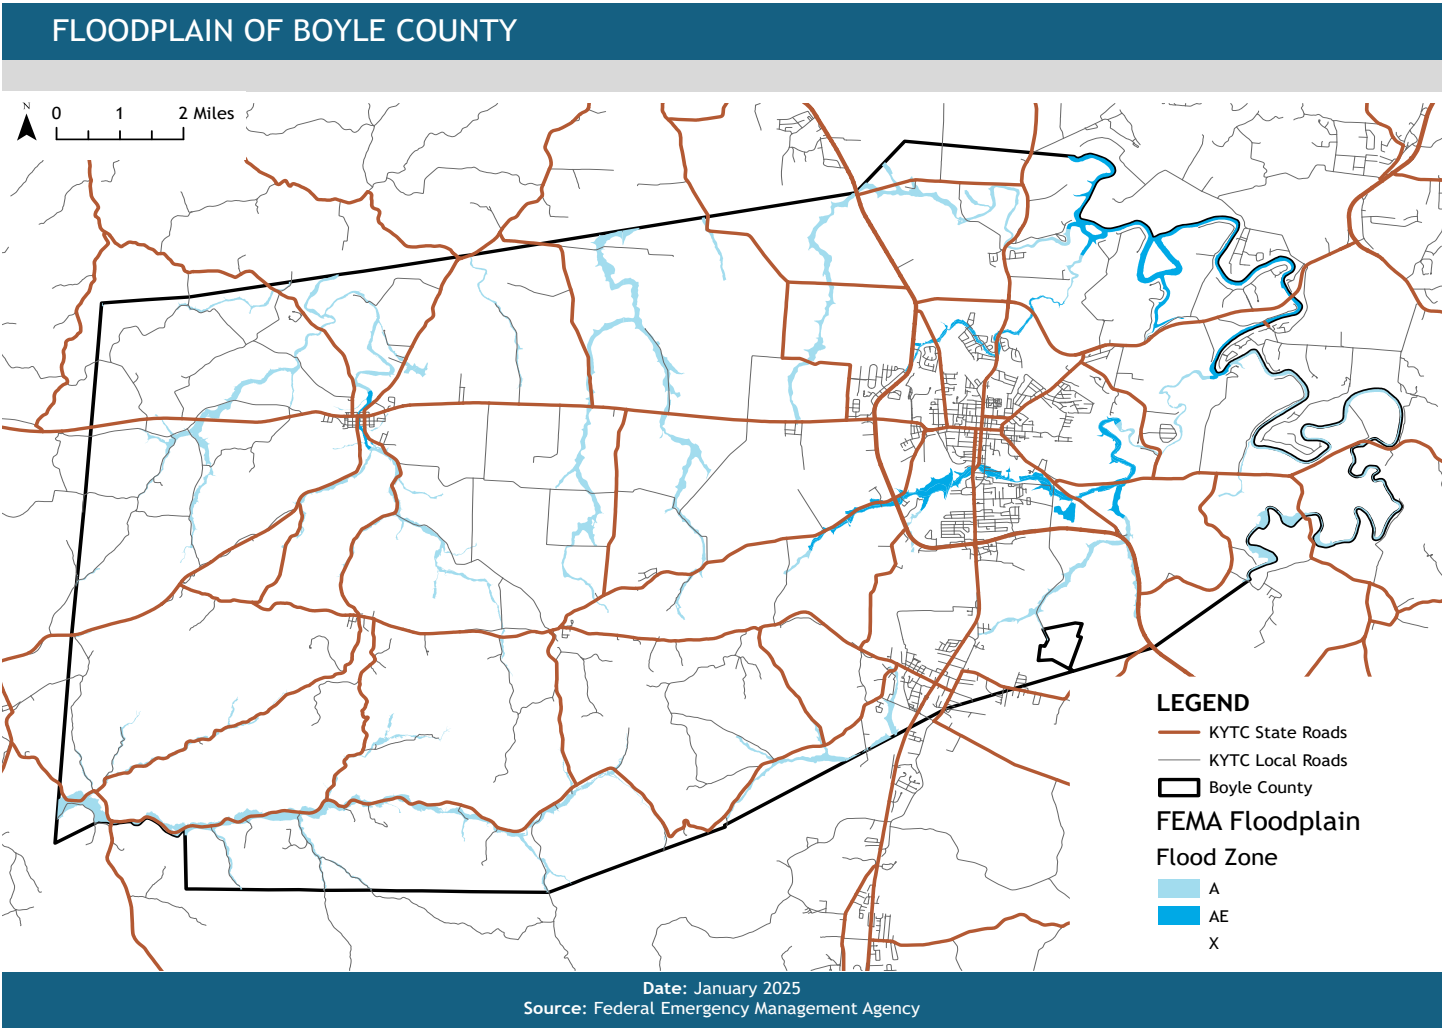 FLOODPLAIN OF BOYLE COUNTY
N
0 1 2 Miles
LEGEND
KYTC State Roads
KYTC Local Roads
Boyle County
FEMA Floodplain
Flood Zone
A
AE
X
Date: January 2025
Source: Federal Emergency Management Agency